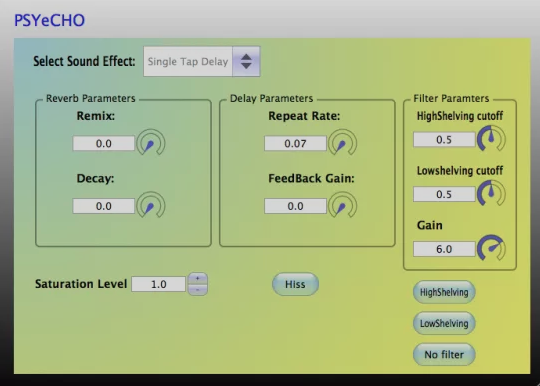 PSYeCHO
Select Sound Effect: Single Tap Delay
Reverb Parameters
Remix:
0.0
Decay:
0.0
Delay Parameters
Repeat Rate:
0.07
FeedBack Gain:
0.0
Filter Paramters
HighShelving cutoff
0.5
Lowshelving cutoff
0.5
Gain
6.0
Saturation Level 1.0 + -
Hiss
HighShelving
LowShelving
No filter